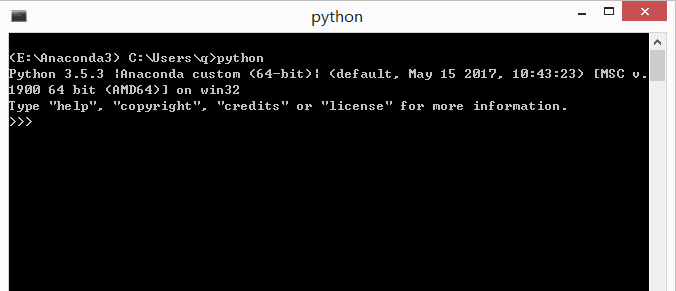 python
(E:\Anaconda3) C:\Users\q>python
Python 3.5.3 |Anaconda custom (64-bit)| (default, May 15 2017, 10:43:23) [MSC v.
1900 64 bit (AMD64)] on win32
Type "help", "copyright", "credits" or "license" for more information.
>>>